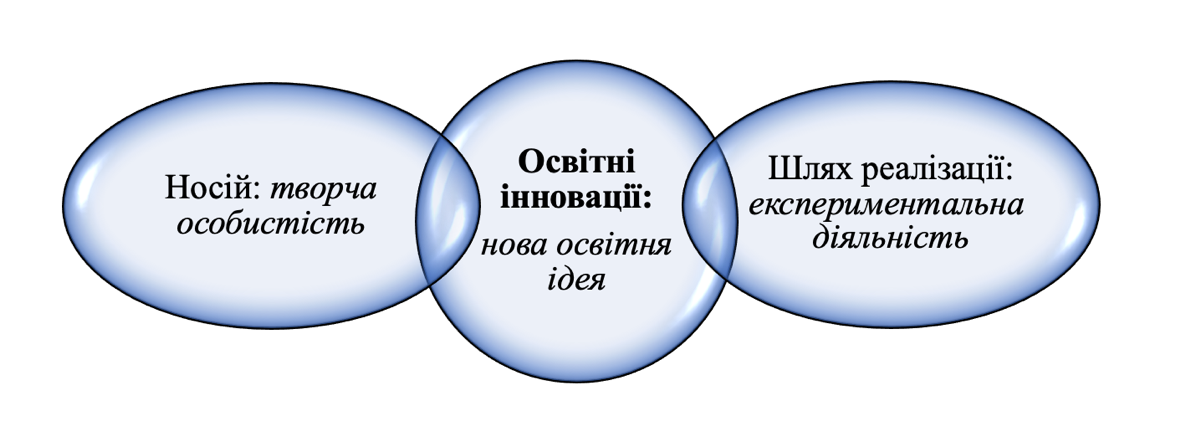 Носій: творча
особистість
Освітні
інновації:
нова освітня
ідея
Шлях реалізації:
експериментальна
діяльність